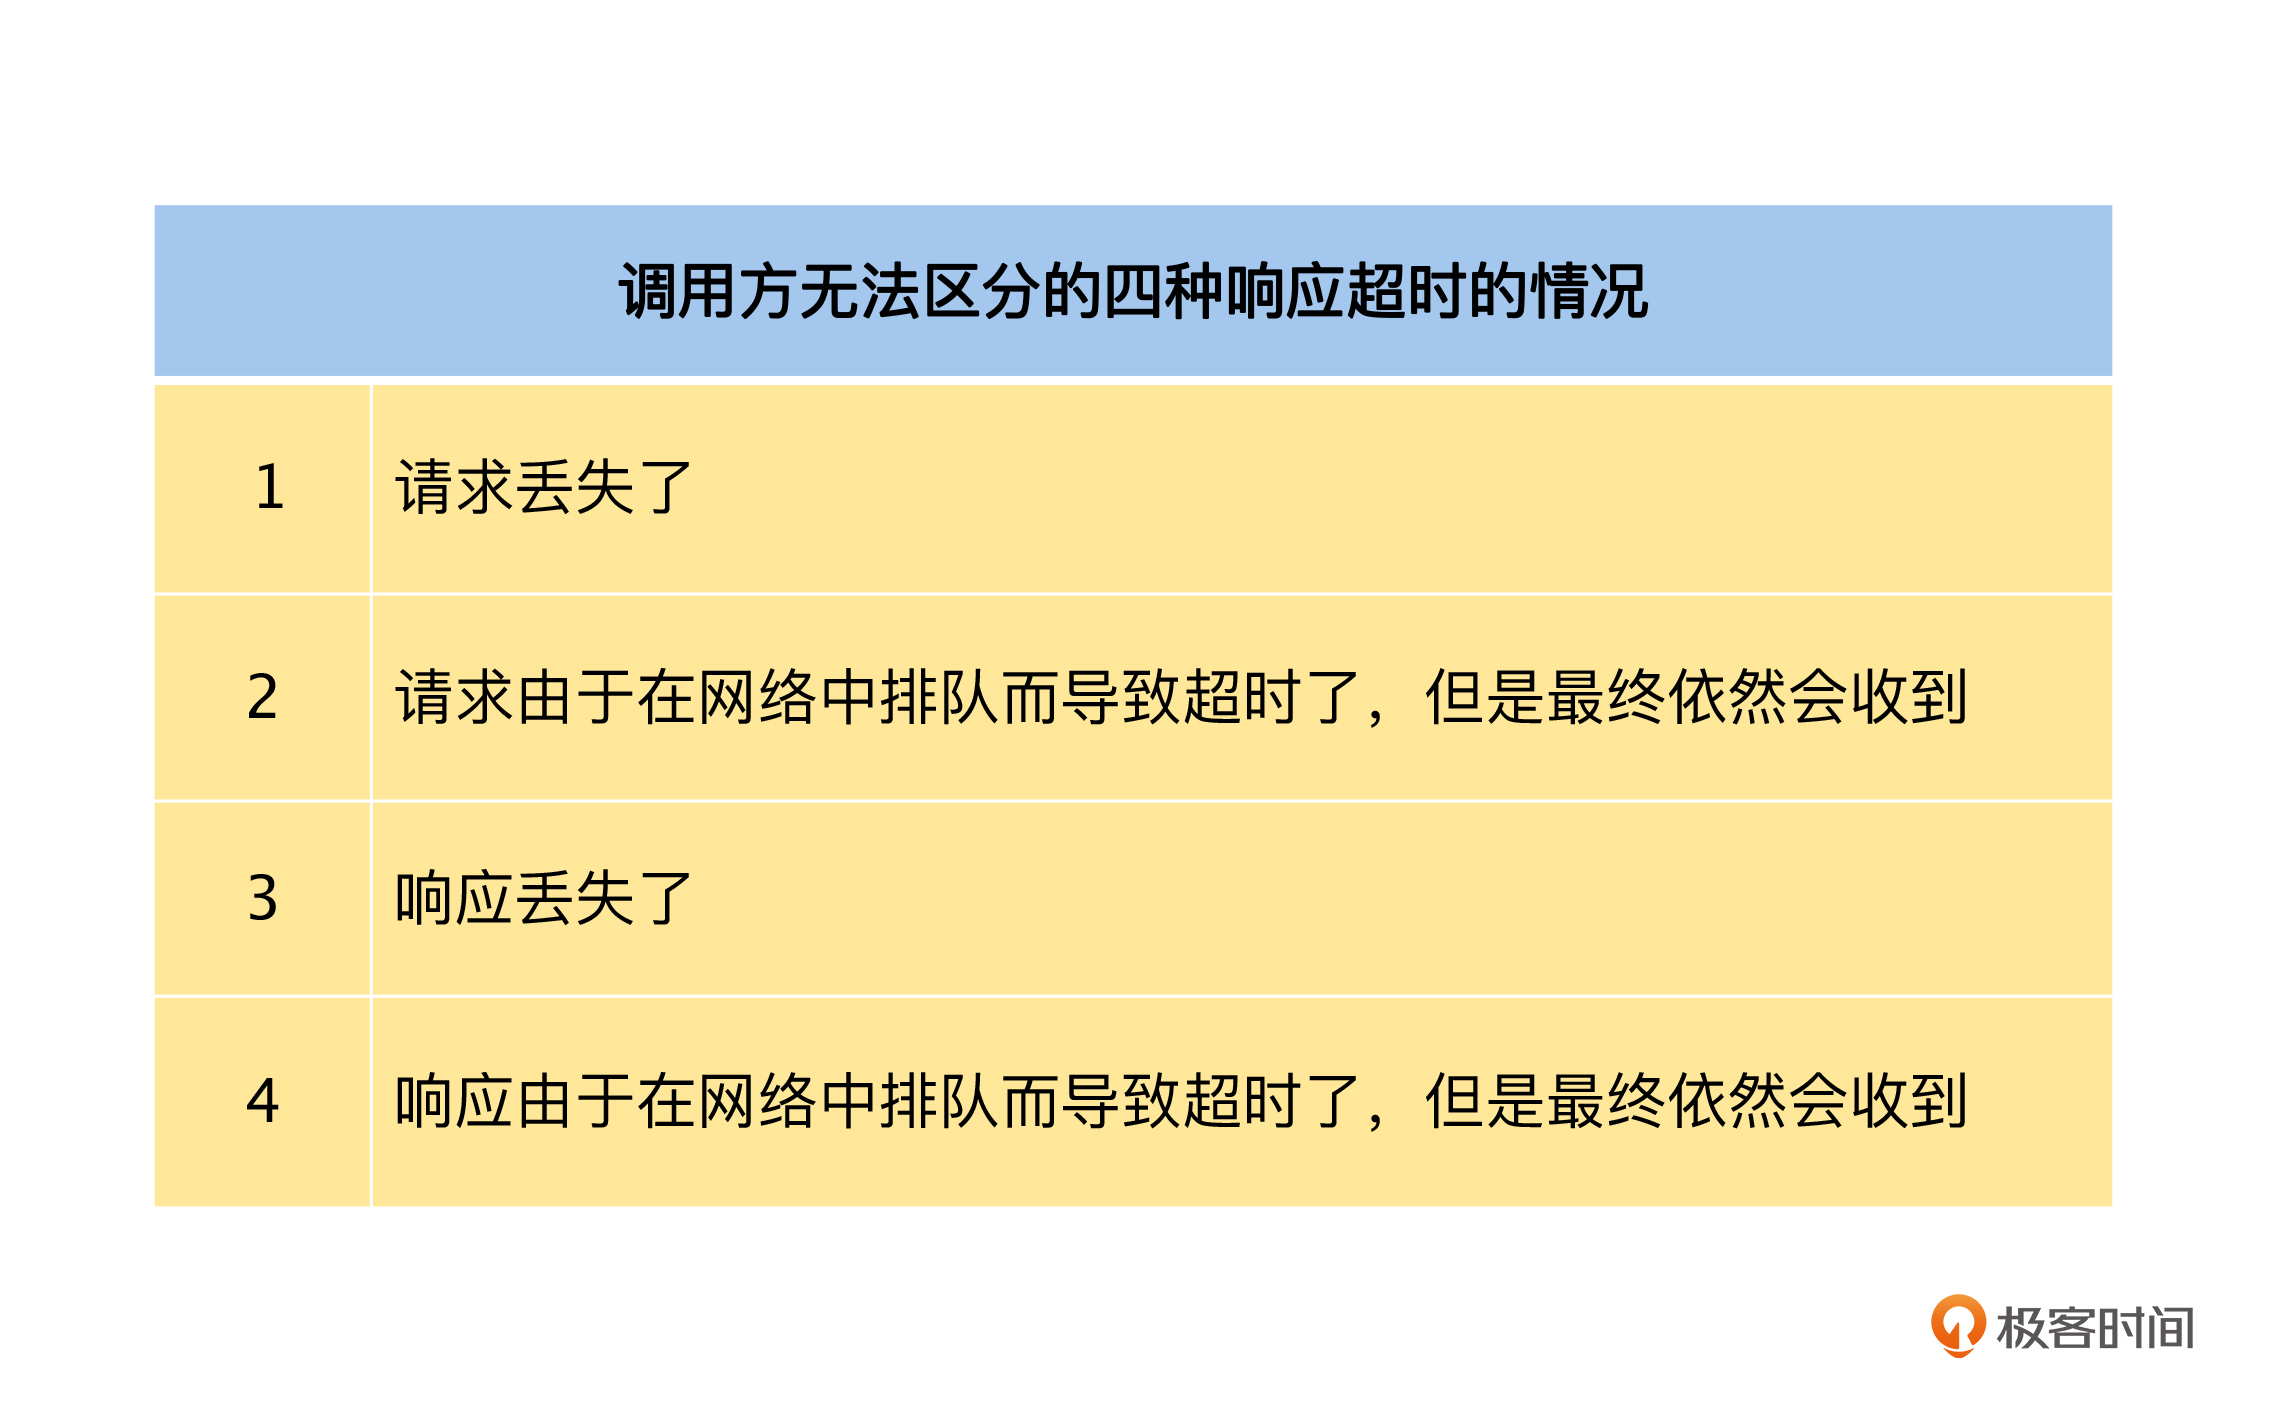 调用方无法区分的四种响应超时的情况
1 请求丢失了
2 请求由于在网络中排队而导致超时了，但是最终依然会收到
3 响应丢失了
4 响应由于在网络中排队而导致超时了，但是最终依然会收到
极客时间